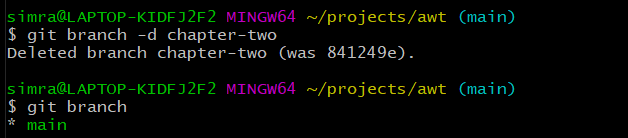 simra@LAPTOP-KIDFJ2F2 MINGW64 ~/projects/awt (main)
$ git branch -d chapter-two
Deleted branch chapter-two (was 841249e).
simra@LAPTOP-KIDFJ2F2 MINGW64 ~/projects/awt (main)
$ git branch
* main